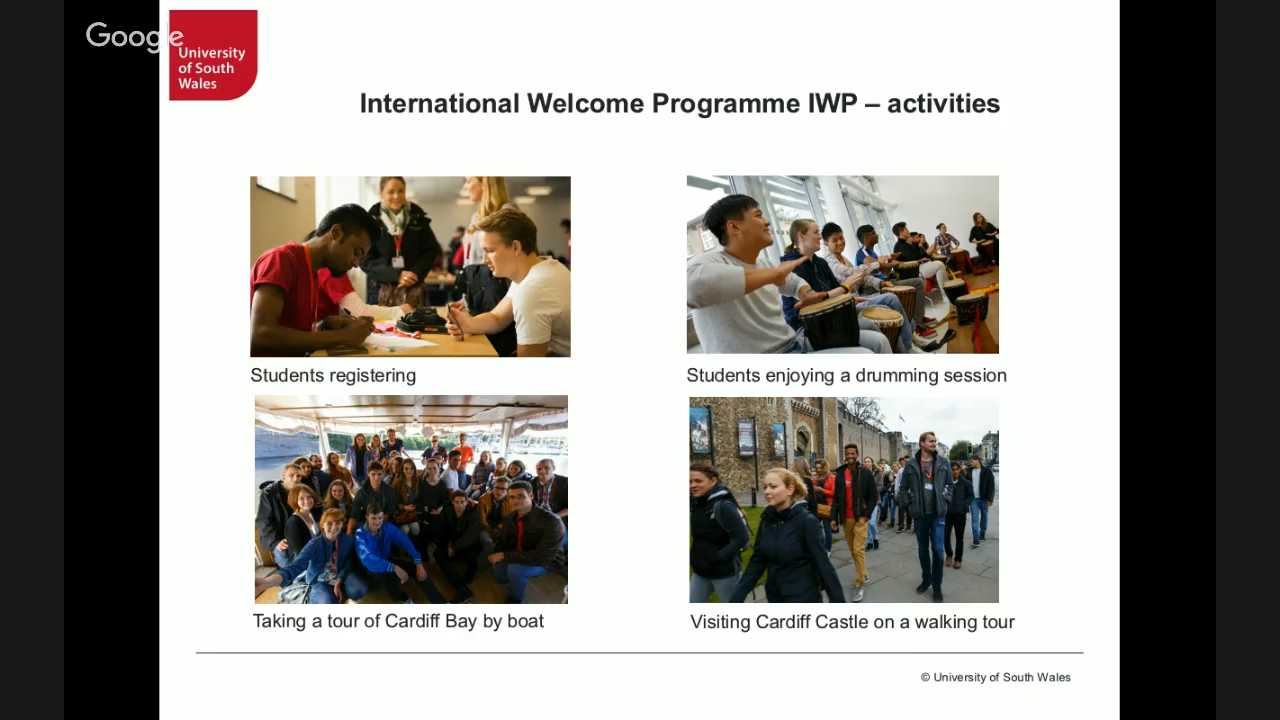 Google
University
of South
Wales
International Welcome Programme IWP – activities
Students registering
Students enjoying a drumming session
Taking a tour of Cardiff Bay by boat
Visiting Cardiff Castle on a walking tour
© University of South Wales